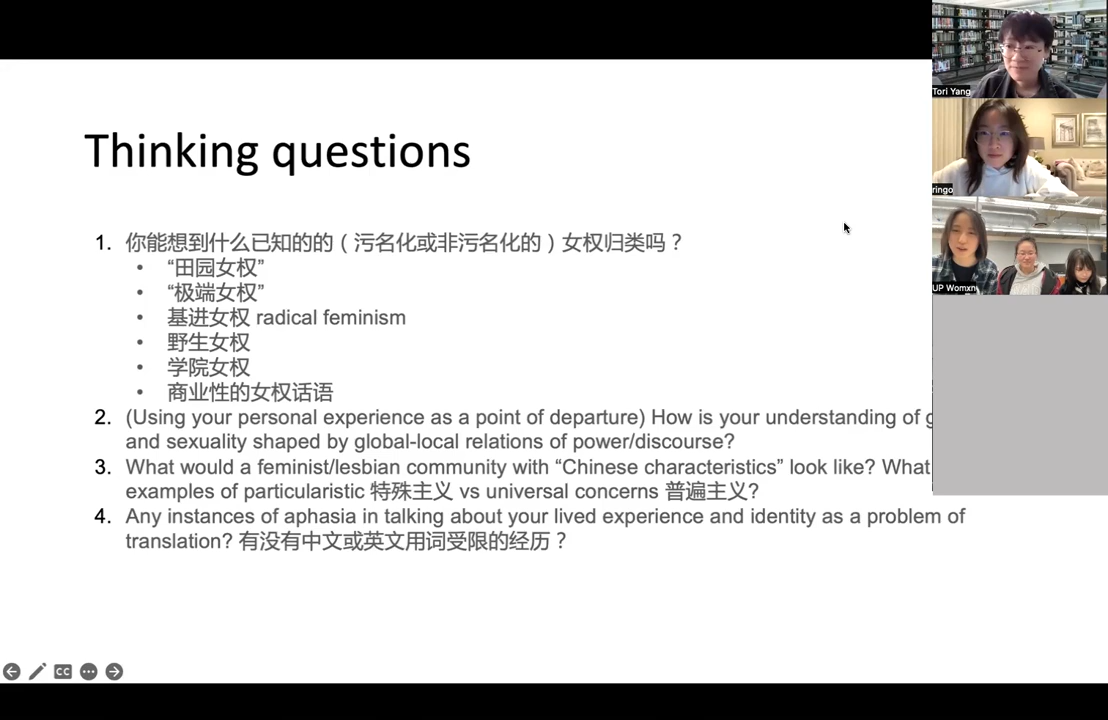 Thinking questions
1. 你能想到什么已知的的（污名化或非污名化的）女权归类吗？
• “田园女权”
• “极端女权”
• 基进女权 radical feminism
• 野生女权
• 学院女权
• 商业性的女权话语
2. (Using your personal experience as a point of departure) How is your understanding of
and sexuality shaped by global-local relations of power/discourse?
3. What would a feminist/lesbian community with “Chinese characteristics” look like? What
examples of particularistic 特殊主义 vs universal concerns 普遍主义?
4. Any instances of aphasia in talking about your lived experience and identity as a problem of
translation? 有没有中文或英文用词受限的经历？
Tori Yang
ringo
UP Womxn
CC